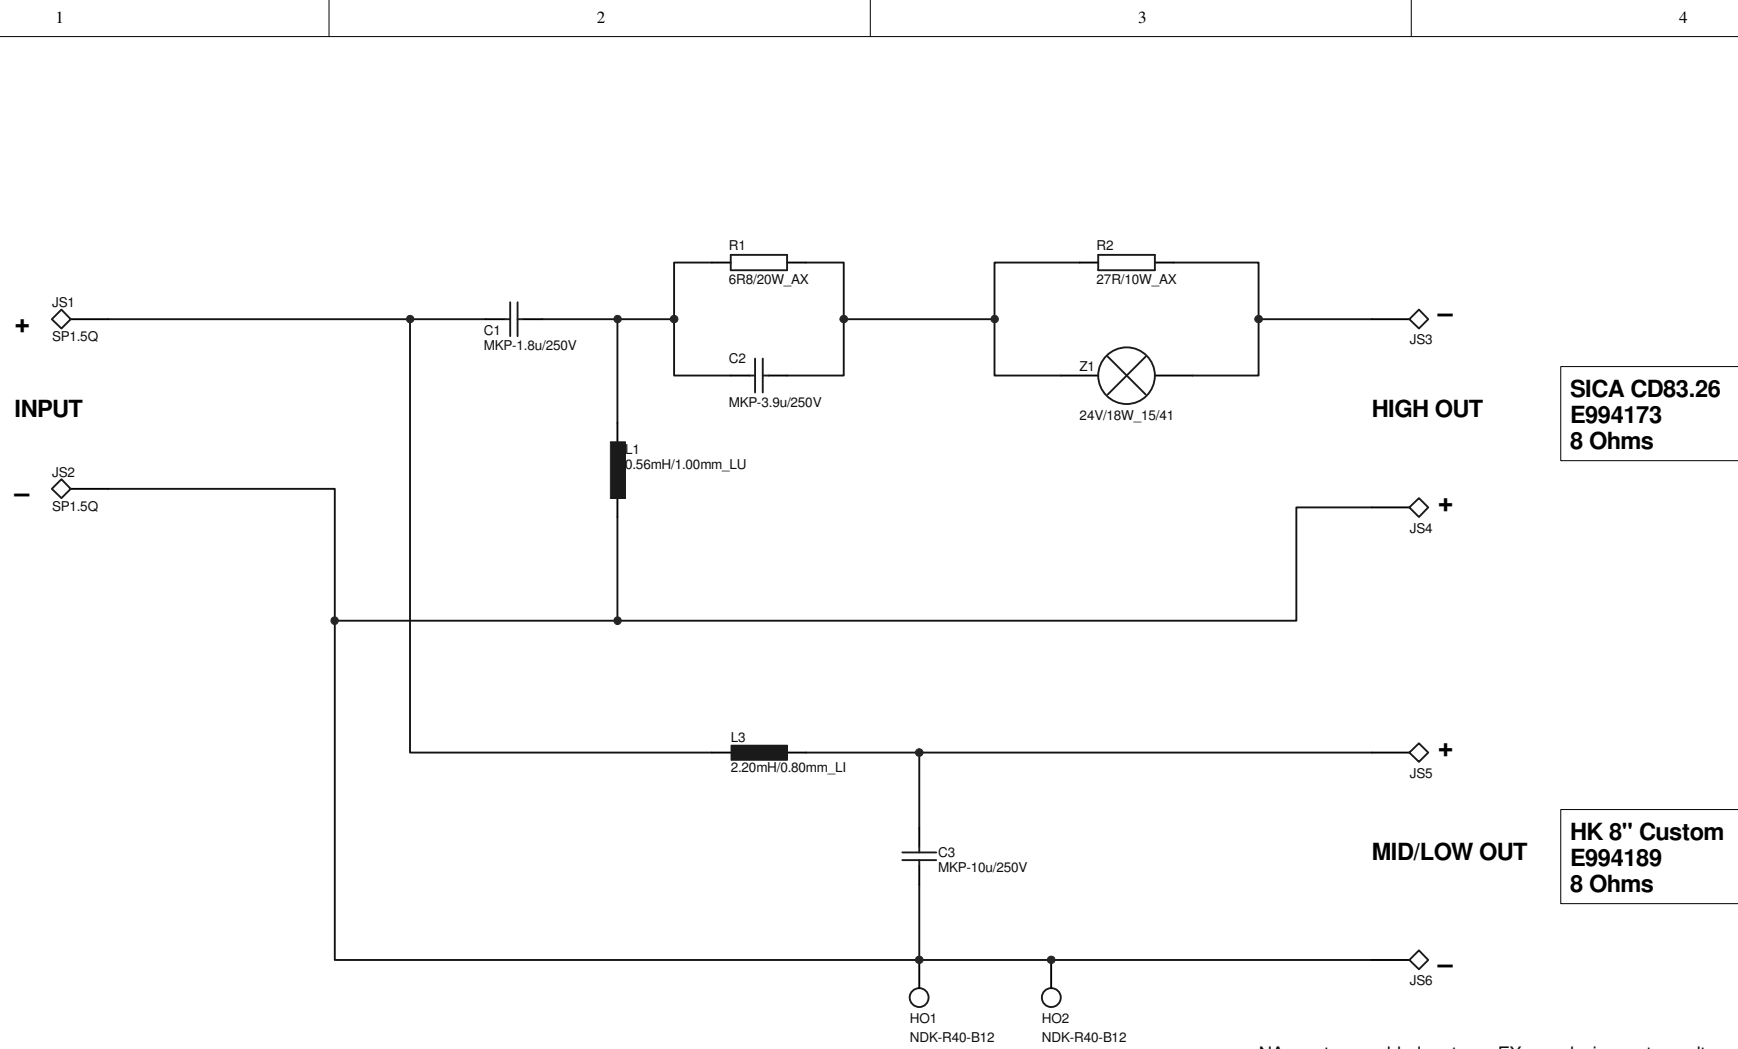 1 2 3 4
R1
6R8/20W_AX
R2
27R/10W_AX
JS1
+
SP1.5Q
C1
MKP-1.8u/250V
C2
MKP-3.9u/250V
Z1
24V/18W_15/41
−
JS3
INPUT
HIGH OUT
SICA CD83.26
E994173
8 Ohms
L1
0.56mH/1.00mm_LU
JS2
−
SP1.5Q
+
JS4
L3
2.20mH/0.80mm_LI
+
JS5
C3
MKP-10u/250V
MID/LOW OUT
HK 8" Custom
E994189
8 Ohms
−
JS6
HO1
NDK-R40-B12
HO2
NDK-R40-B12